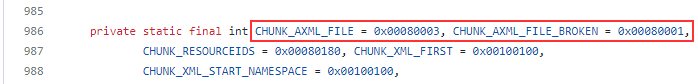 985
986 private static final int CHUNK_AXML_FILE = 0x00080003, CHUNK_AXML_FILE_BROKEN = 0x00080001,
987 CHUNK_RESOURCEIDS = 0x00080180, CHUNK_XML_FIRST = 0x00100100,
988 CHUNK_XML_START_NAMESPACE = 0x00100100,